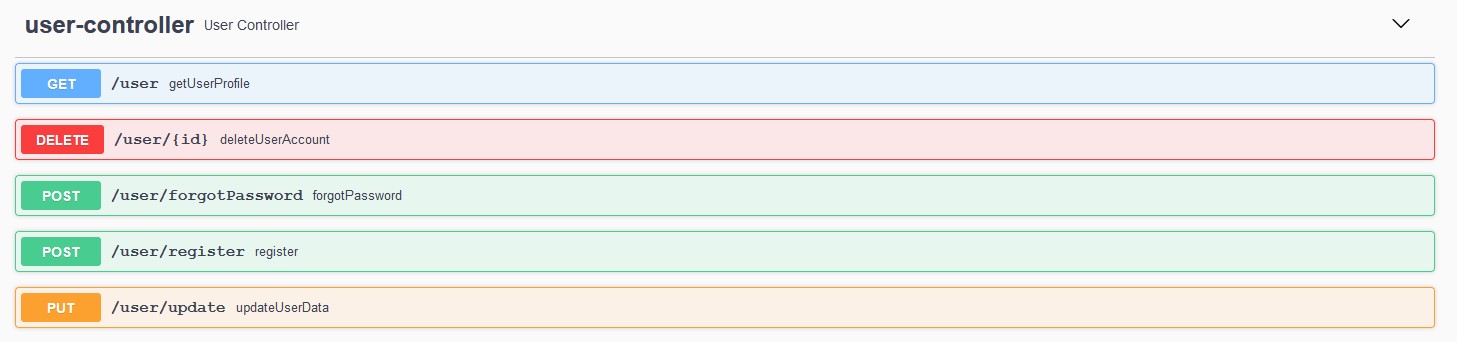 user-controller User Controller
GET /user getUserProfile
DELETE /user/{id} deleteUserAccount
POST /user/forgotPassword forgotPassword
POST /user/register register
PUT /user/update updateUserData